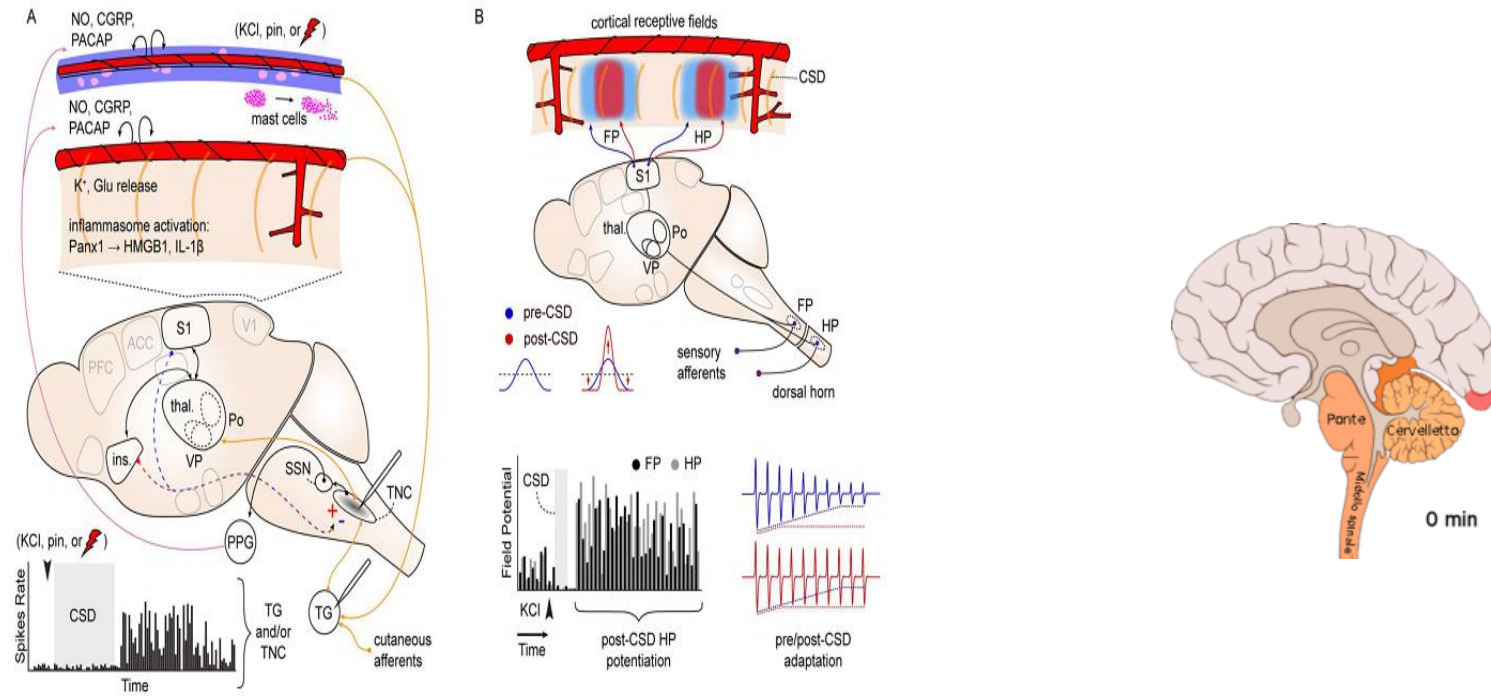 A
NO, CGRP,
PACAP
(KCl, pin, or )
mast cells
NO, CGRP,
PACAP
K⁺, Glu release
inflammasome activation:
Panx1 → HMGB1, IL-1β
S1
V1
ACC
PFC
thal.
Po
VP
ins.
SSN
TNC
+
-
PPG
(KCl, pin, or )
Spikes Rate
CSD
Time
TG
and/or
TNC
TG
cutaneous
afferents
B
cortical receptive fields
CSD
FP
HP
S1
thal.
Po
VP
FP
HP
pre-CSD
post-CSD
sensory
afferents
dorsal horn
FP
HP
CSD
Field Potential
KCl
Time
post-CSD HP
potentiation
pre/post-CSD
adaptation
Ponte
Cervelletto
Midollo spinale
0 min